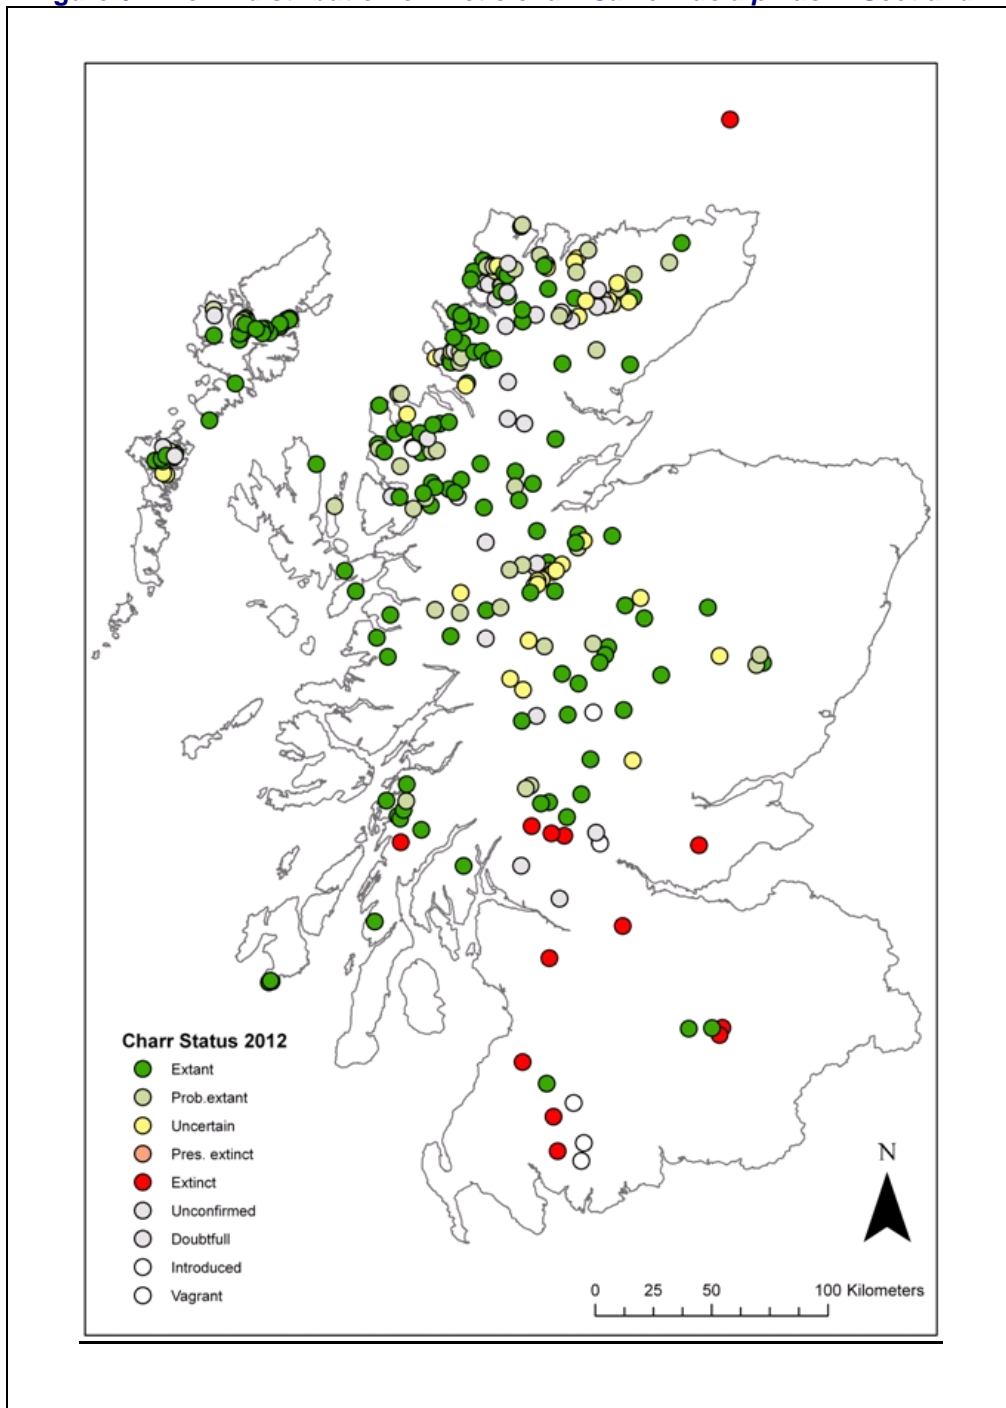 Charr Status 2012
Extant
Prob.extant
Uncertain
Pres. extinct
Extinct
Unconfirmed
Doubtfull
Introduced
Vagrant
N
0 25 50 100 Kilometers